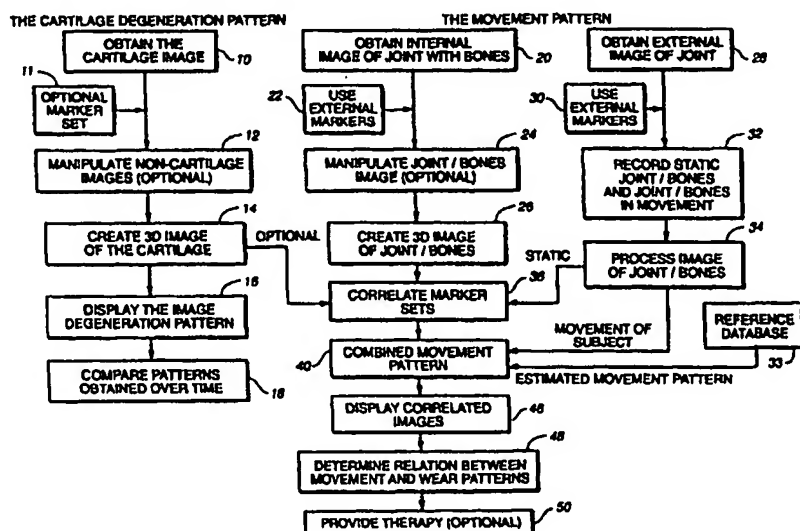 THE CARTILAGE DEGENERATION PATTERN
OBTAIN THE
CARTILAGE IMAGE
10
11
OPTIONAL
MARKER
SET
12
MANIPULATE NON-CARTILAGE
IMAGES (OPTIONAL)
14
CREATE 3D IMAGE
OF THE CARTILAGE
OPTIONAL
16
DISPLAY THE IMAGE
DEGENERATION PATTERN
COMPARE PATTERNS
OBTAINED OVER TIME
18
THE MOVEMENT PATTERN
OBTAIN INTERNAL
IMAGE OF JOINT WITH BONES
20
22
USE
EXTERNAL
MARKERS
24
MANIPULATE JOINT / BONES
IMAGE (OPTIONAL)
26
CREATE 3D IMAGE
OF JOINT / BONES
36
CORRELATE MARKER
SETS
40
COMBINED MOVEMENT
PATTERN
46
DISPLAY CORRELATED
IMAGES
48
DETERMINE RELATION BETWEEN
MOVEMENT AND WEAR PATTERNS
50
PROVIDE THERAPY (OPTIONAL)
OBTAIN EXTERNAL
IMAGE OF JOINT
28
30
USE
EXTERNAL
MARKERS
32
RECORD STATIC
JOINT / BONES
AND JOINT / BONES
IN MOVEMENT
34
STATIC
PROCESS IMAGE
OF JOINT / BONES
MOVEMENT OF
SUBJECT
REFERENCE
DATABASE
33
ESTIMATED MOVEMENT PATTERN